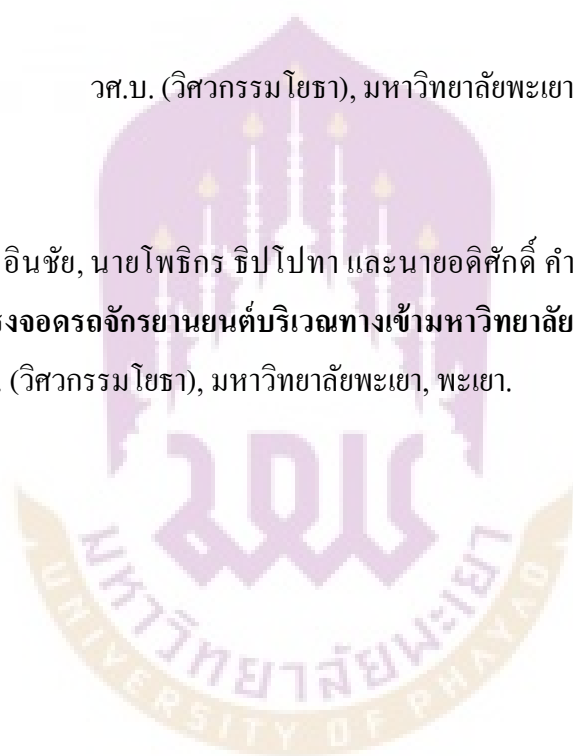 วศ.บ. (วิศวกรรมโยธา), มหาวิทยาลัยพะเยา
อินชัย, นายโพธิกร ธิปโปทา และนายอดิศักดิ์ คำ
รงจอดรถจักรยานยนต์บริเวณทางเข้ามหาวิทยาลัย
. (วิศวกรรมโยธา), มหาวิทยาลัยพะเยา, พะเยา.
มพ
มหาวิทยาลัยพะเยา
UNIVERSITY OF PHAYAO